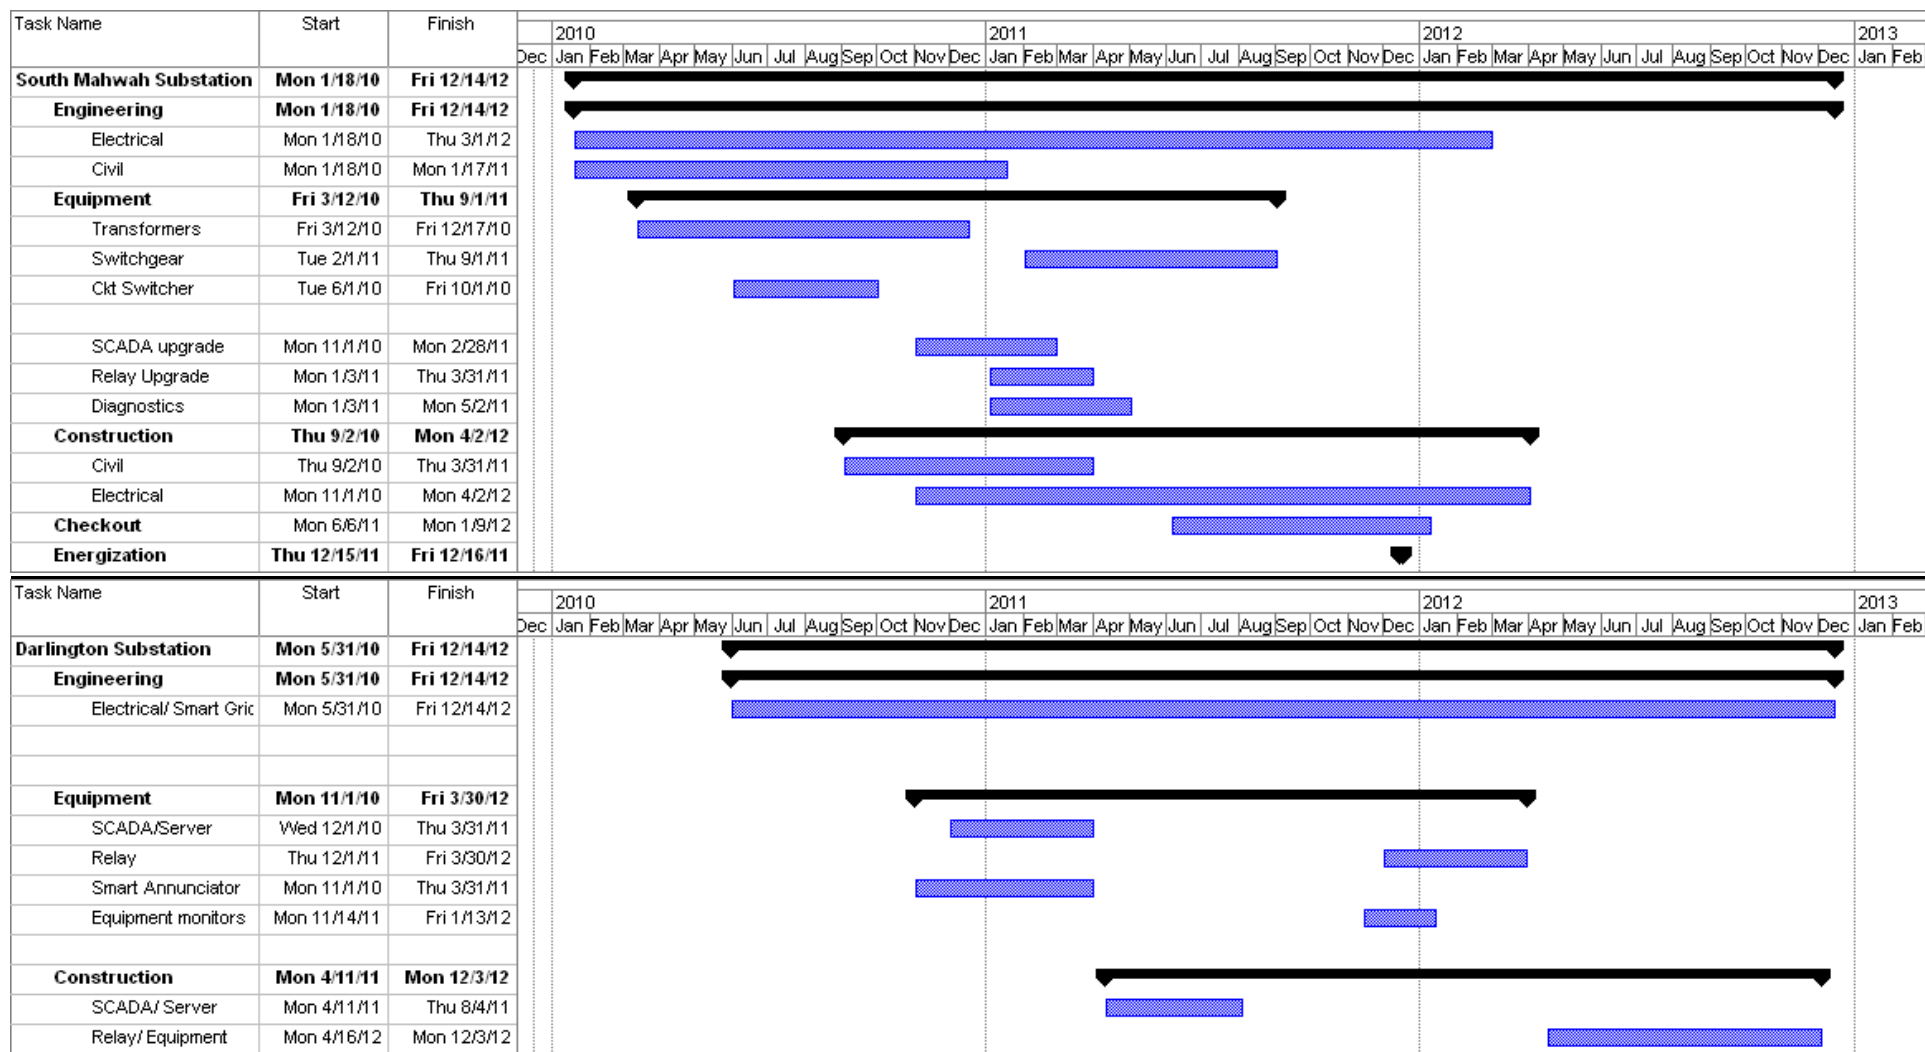 Task Name Start Finish
2010 2011 2012 2013
Dec Jan Feb Mar Apr May Jun Jul Aug Sep Oct Nov Dec Jan Feb Mar Apr May Jun Jul Aug Sep Oct Nov Dec Jan Feb Mar Apr May Jun Jul Aug Sep Oct Nov Dec Jan Feb
South Mahwah Substation Mon 1/18/10 Fri 12/14/12
Engineering Mon 1/18/10 Fri 12/14/12
Electrical Mon 1/18/10 Thu 3/1/12
Civil Mon 1/18/10 Mon 1/17/11
Equipment Fri 3/12/10 Thu 9/1/11
Transformers Fri 3/12/10 Fri 12/17/10
Switchgear Tue 2/1/11 Thu 9/1/11
Ckt Switcher Tue 6/1/10 Fri 10/1/10
SCADA upgrade Mon 11/1/10 Mon 2/28/11
Relay Upgrade Mon 1/3/11 Thu 3/31/11
Diagnostics Mon 1/3/11 Mon 5/2/11
Construction Thu 9/2/10 Mon 4/2/12
Civil Thu 9/2/10 Thu 3/31/11
Electrical Mon 11/1/10 Mon 4/2/12
Checkout Mon 6/6/11 Mon 1/9/12
Energization Thu 12/15/11 Fri 12/16/11
Task Name Start Finish
2010 2011 2012 2013
Dec Jan Feb Mar Apr May Jun Jul Aug Sep Oct Nov Dec Jan Feb Mar Apr May Jun Jul Aug Sep Oct Nov Dec Jan Feb Mar Apr May Jun Jul Aug Sep Oct Nov Dec Jan Feb
Darlington Substation Mon 5/31/10 Fri 12/14/12
Engineering Mon 5/31/10 Fri 12/14/12
Electrical/ Smart Gric Mon 5/31/10 Fri 12/14/12
Equipment Mon 11/1/10 Fri 3/30/12
SCADA/Server Wed 12/1/10 Thu 3/31/11
Relay Thu 12/1/11 Fri 3/30/12
Smart Annunciator Mon 11/1/10 Thu 3/31/11
Equipment monitors Mon 11/14/11 Fri 1/13/12
Construction Mon 4/11/11 Mon 12/3/12
SCADA/ Server Mon 4/11/11 Thu 8/4/11
Relay/ Equipment Mon 4/16/12 Mon 12/3/12